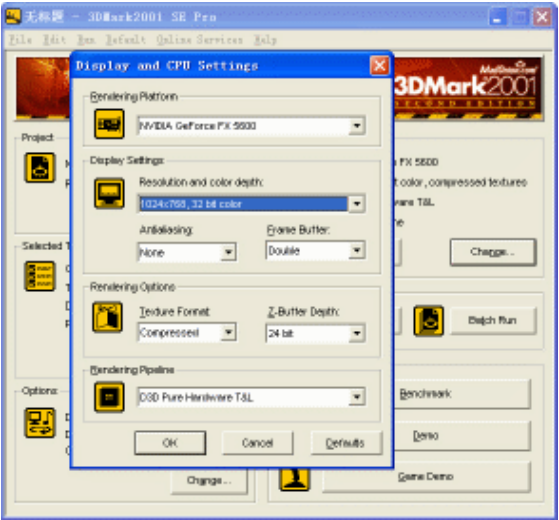 无标题 - 3DMark2001 SE Pro
File Edit Run Default Online Services Help
MadOnion.com
3DMark2001
SECOND EDITION
Display and CPU Settings
Rendering Platform
NVIDIA GeForce FX 5600
Display Settings
Resolution and color depth:
1024x768, 32 bit color
Antialiasing: Frame Buffer:
None Double
Rendering Options
Texture Format: Z-Buffer Depth:
Compressed 24 bit
Rendering Pipeline
D3D Pure Hardware T&L
OK Cancel Defaults
Project
FX 5600
color, compressed textures
T&L
Selected
Change...
Batch Run
Options
Benchmark
Demo
Change... Game Demo